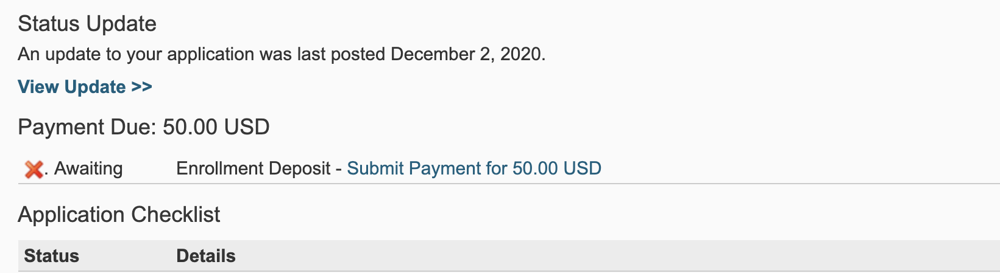 Status Update
An update to your application was last posted December 2, 2020.
View Update >>
Payment Due: 50.00 USD
. Awaiting Enrollment Deposit - Submit Payment for 50.00 USD
Application Checklist
Status Details